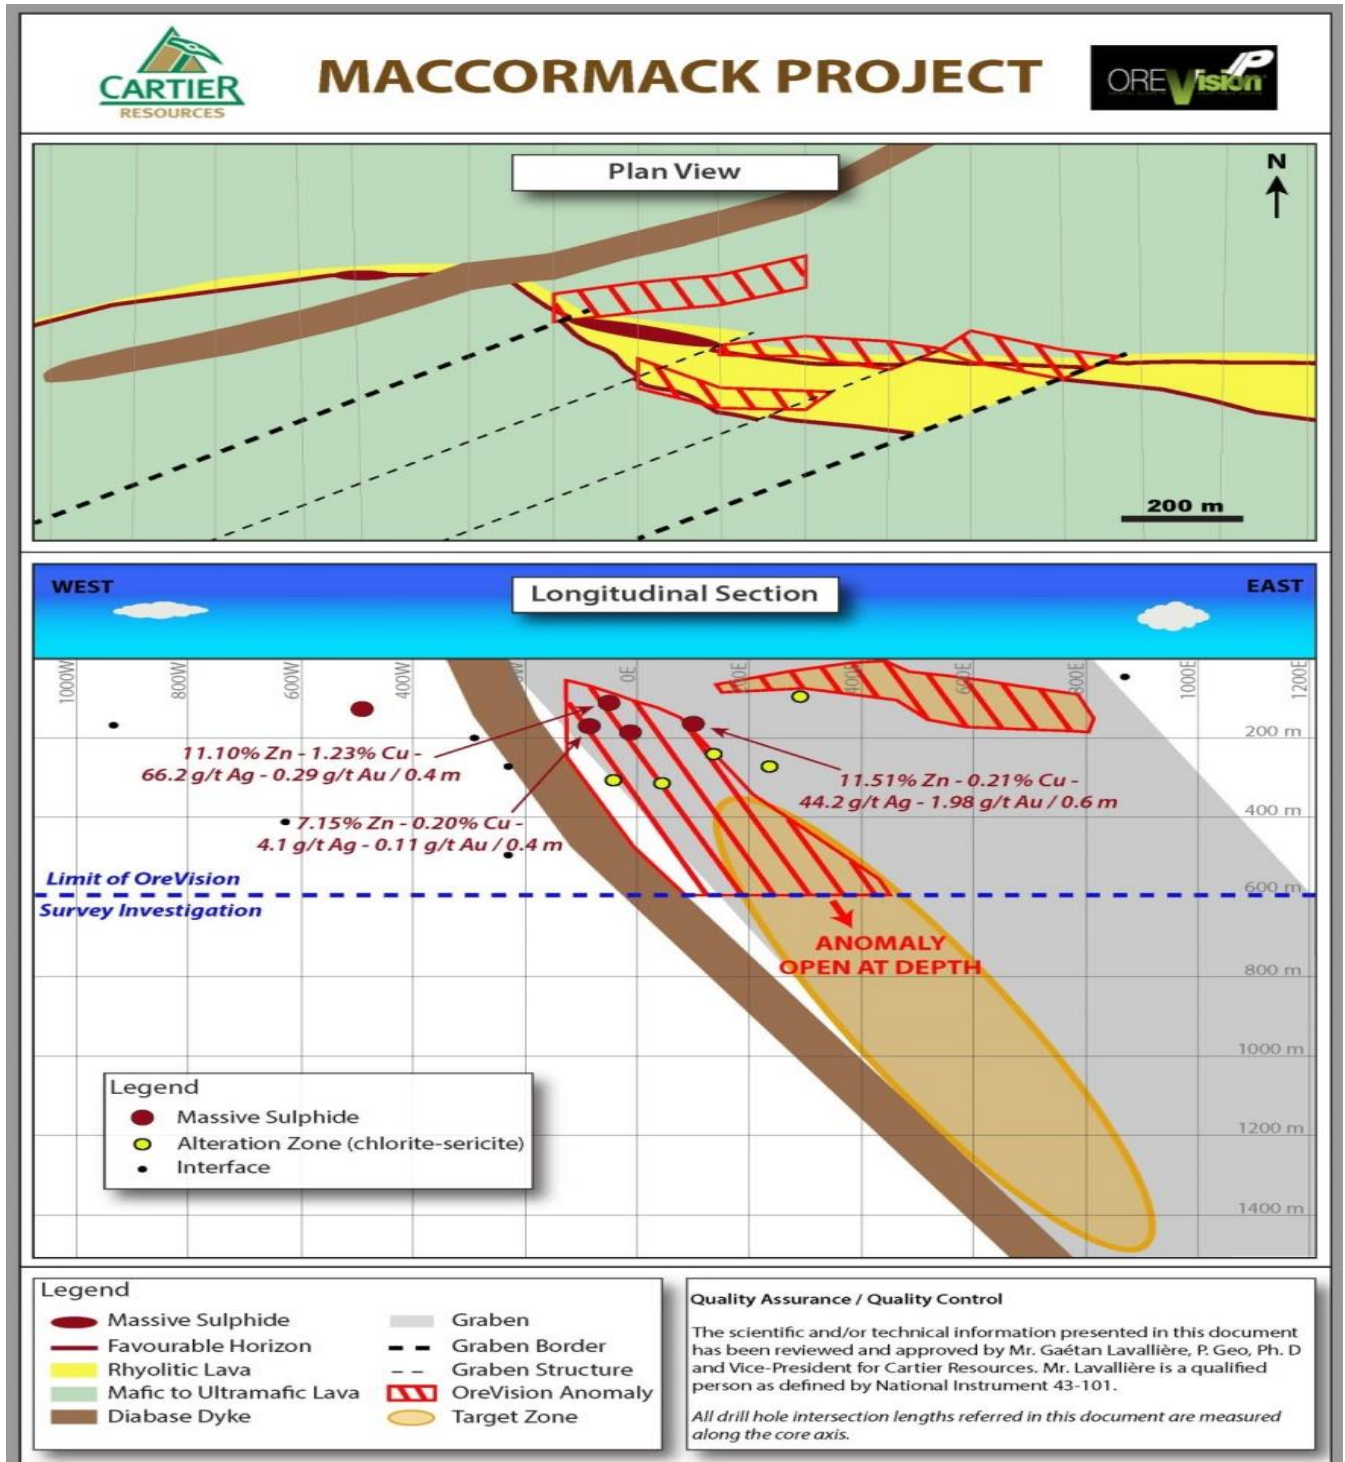 CARTIER
RESOURCES
MACCORMACK PROJECT
OREVision IP
Plan View
N
200 m
WEST
Longitudinal Section
EAST
1000W
800W
600W
400W
0E
400E
600E
800E
1000E
1200E
200 m
400 m
600 m
800 m
1000 m
1200 m
1400 m
11.10% Zn - 1.23% Cu -
66.2 g/t Ag - 0.29 g/t Au / 0.4 m
11.51% Zn - 0.21% Cu -
44.2 g/t Ag - 1.98 g/t Au / 0.6 m
7.15% Zn - 0.20% Cu -
4.1 g/t Ag - 0.11 g/t Au / 0.4 m
Limit of OreVision
Survey Investigation
ANOMALY
OPEN AT DEPTH
Legend
Massive Sulphide
Alteration Zone (chlorite-sericite)
Interface
Legend
Massive Sulphide
Favourable Horizon
Rhyolitic Lava
Mafic to Ultramafic Lava
Diabase Dyke
Graben
Graben Border
Graben Structure
OreVision Anomaly
Target Zone
Quality Assurance / Quality Control
The scientific and/or technical information presented in this document
has been reviewed and approved by Mr. Gaétan Lavallière, P. Geo, Ph. D
and Vice-President for Cartier Resources. Mr. Lavallière is a qualified
person as defined by National Instrument 43-101.
All drill hole intersection lengths referred in this document are measured
along the core axis.